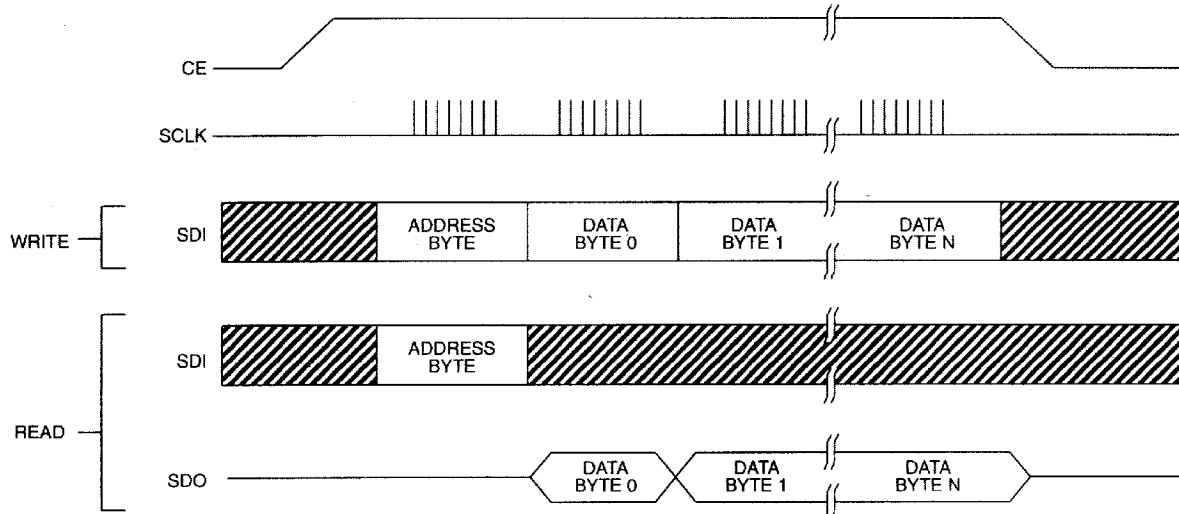 CE
SCLK
WRITE
SDI
ADDRESS
BYTE
DATA
BYTE 0
DATA
BYTE 1
DATA
BYTE N
READ
SDI
ADDRESS
BYTE
SDO
DATA
BYTE 0
DATA
BYTE 1
DATA
BYTE N